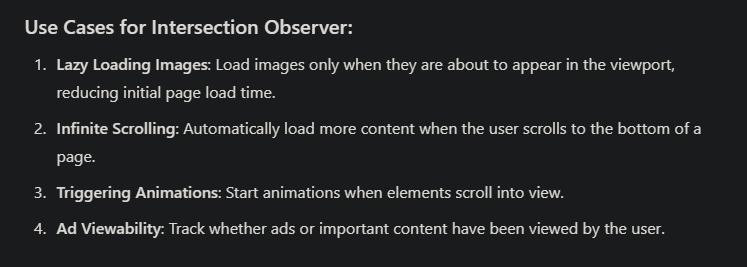 Use Cases for Intersection Observer:
1. Lazy Loading Images: Load images only when they are about to appear in the viewport,
reducing initial page load time.
2. Infinite Scrolling: Automatically load more content when the user scrolls to the bottom of a
page.
3. Triggering Animations: Start animations when elements scroll into view.
4. Ad Viewability: Track whether ads or important content have been viewed by the user.